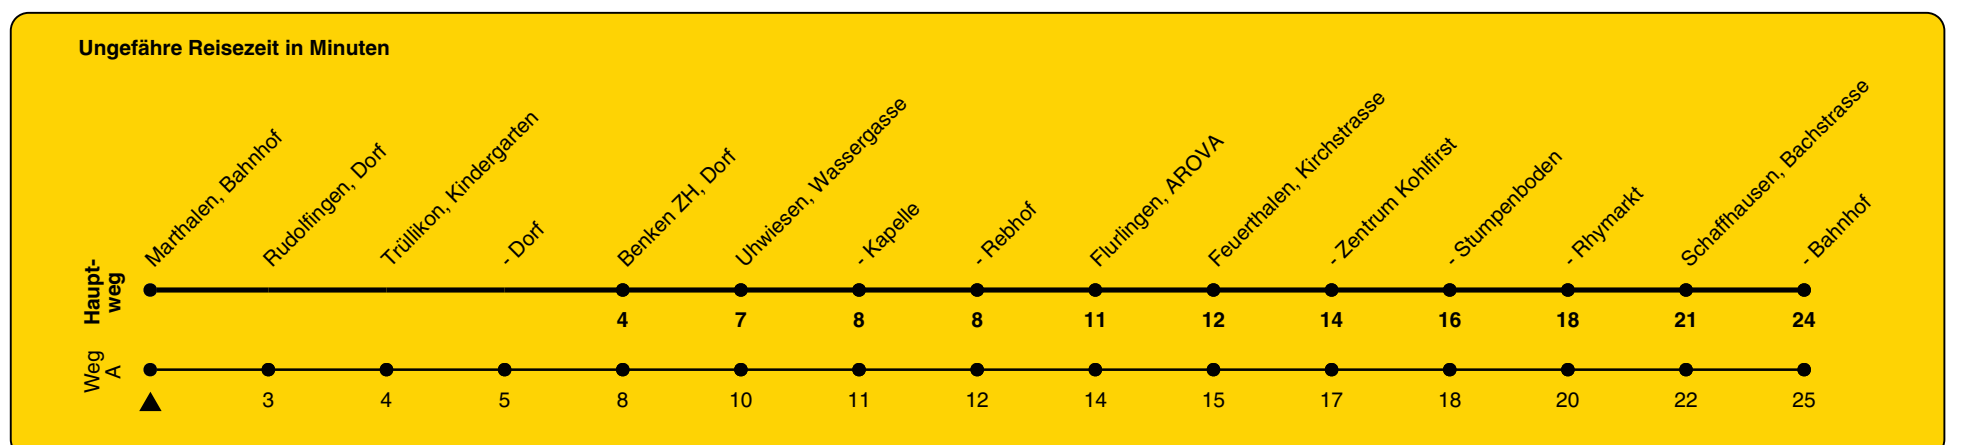 Ungefähre Reisezeit in Minuten
Marthalen, Bahnhof
Rudolfingen, Dorf
Trüllikon, Kindergarten
- Dorf
Benken ZH, Dorf
Uhwiesen, Wassergasse
- Kapelle
- Rebhof
Flurlingen, AROVA
Feuerthalen, Kirchstrasse
- Zentrum Kohlfirst
- Stumpenboden
- Rhymarkt
Schaffhausen, Bachstrasse
- Bahnhof
Haupt-
weg
4 7 8 8 11 12 14 16 18 21 24
Weg
A
3 4 5 8 10 11 12 14 15 17 18 20 22 25